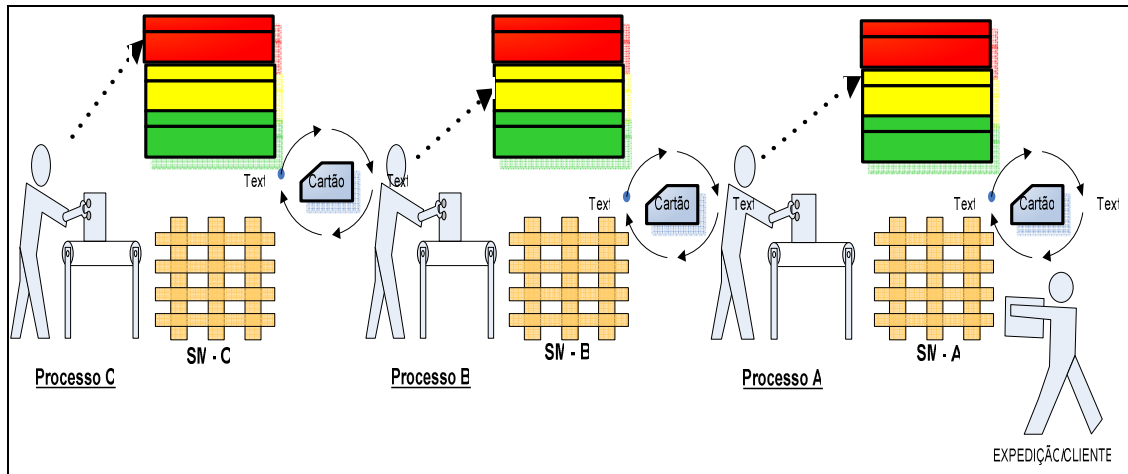 Text
Cartão
Text
Text
Cartão
Text
Text
Cartão
Text
SM - C
SM - B
SM - A
Processo C
Processo B
Processo A
EXPEDIÇÃO/CLIENTE